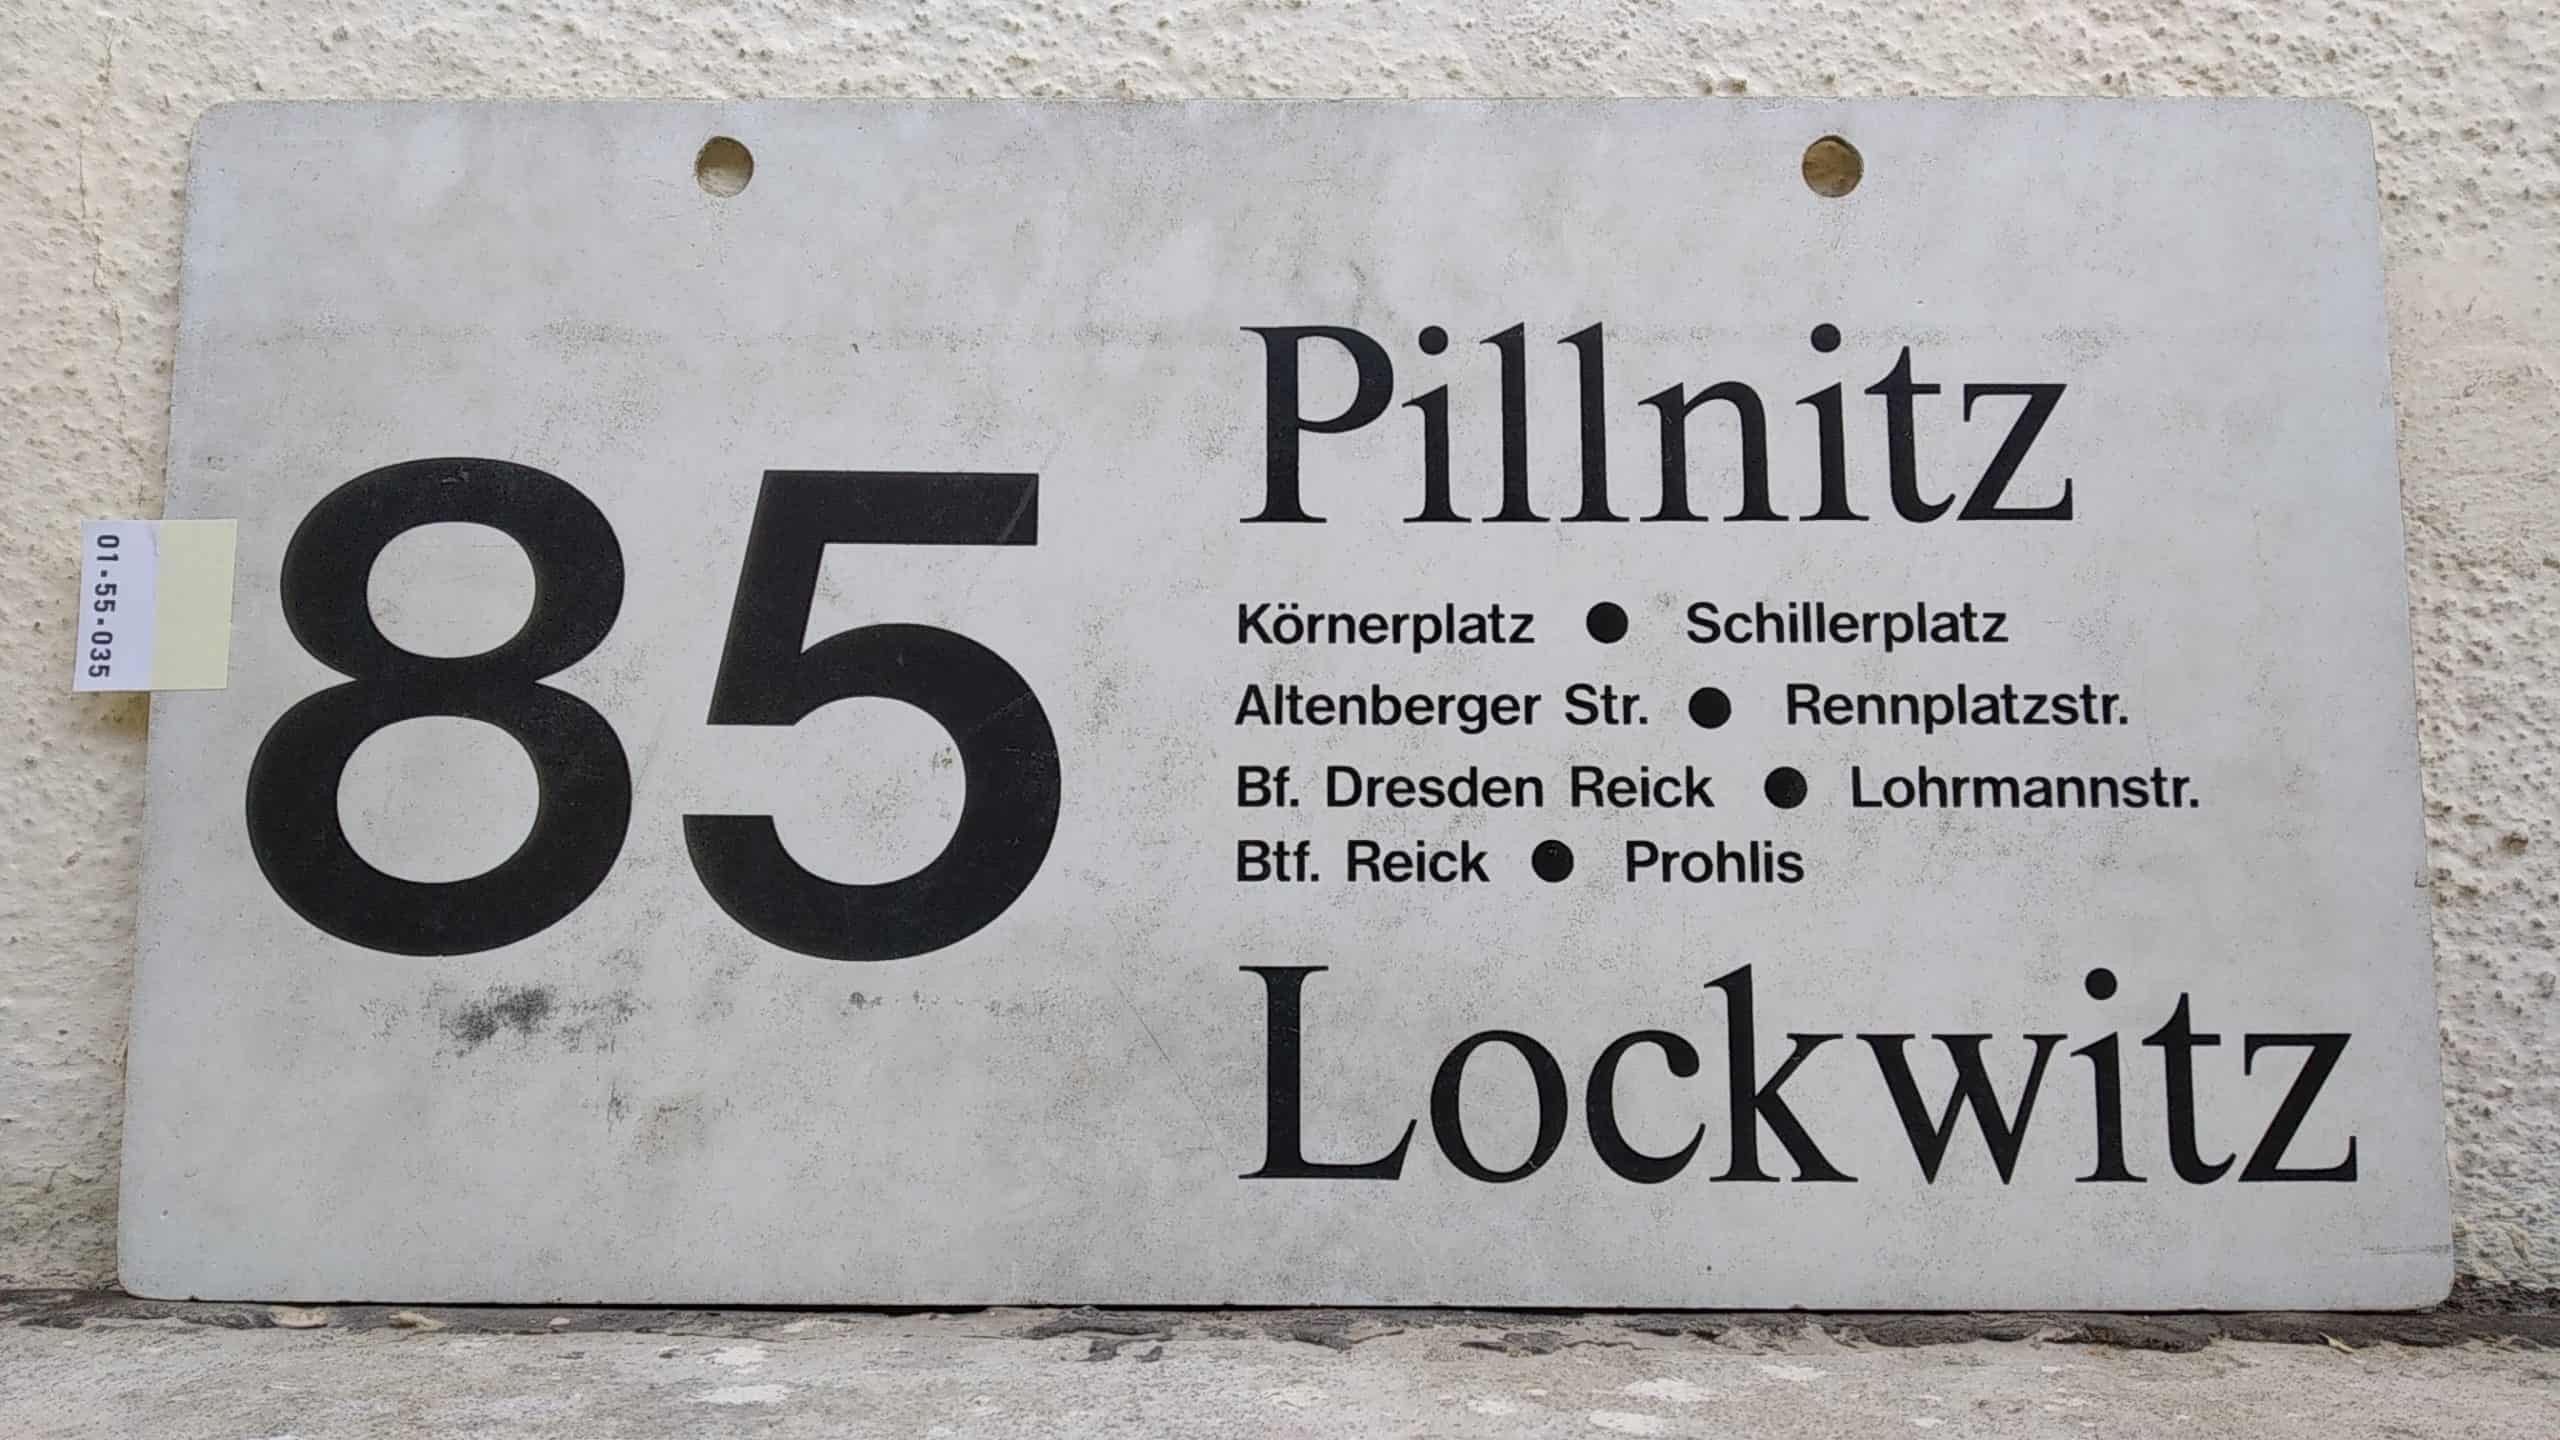 01-55-035
85
Pillnitz
Körnerplatz ● Schillerplatz
Altenberger Str. ● Rennplatzstr.
Bf. Dresden Reick ● Lohrmannstr.
Btf. Reick ● Prohlis
Lockwitz